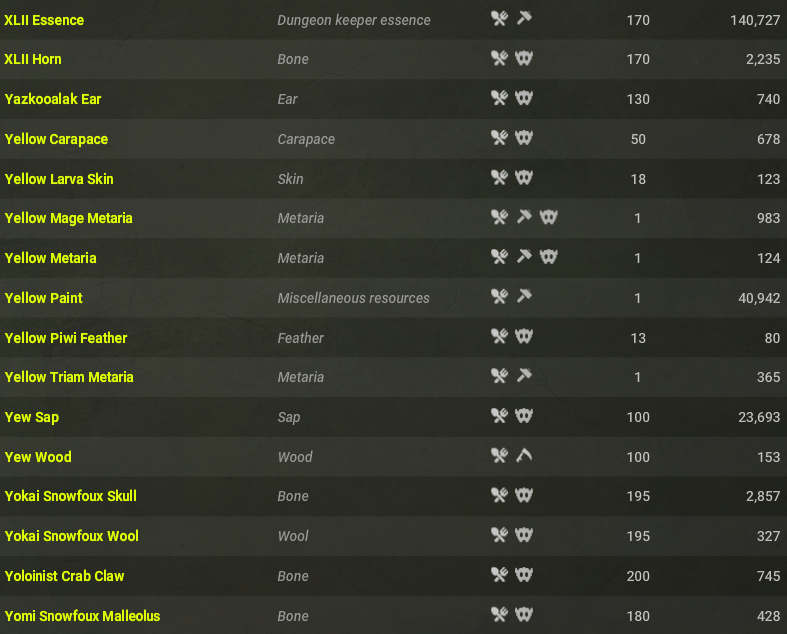 XLII Essence Dungeon keeper essence 170 140,727
XLII Horn Bone 170 2,235
Yazkooalak Ear Ear 130 740
Yellow Carapace Carapace 50 678
Yellow Larva Skin Skin 18 123
Yellow Mage Metaria Metaria 1 983
Yellow Metaria Metaria 1 124
Yellow Paint Miscellaneous resources 1 40,942
Yellow Piwi Feather Feather 13 80
Yellow Triam Metaria Metaria 1 365
Yew Sap Sap 100 23,693
Yew Wood Wood 100 153
Yokai Snowfoux Skull Bone 195 2,857
Yokai Snowfoux Wool Wool 195 327
Yoloinist Crab Claw Bone 200 745
Yomi Snowfoux Malleolus Bone 180 428